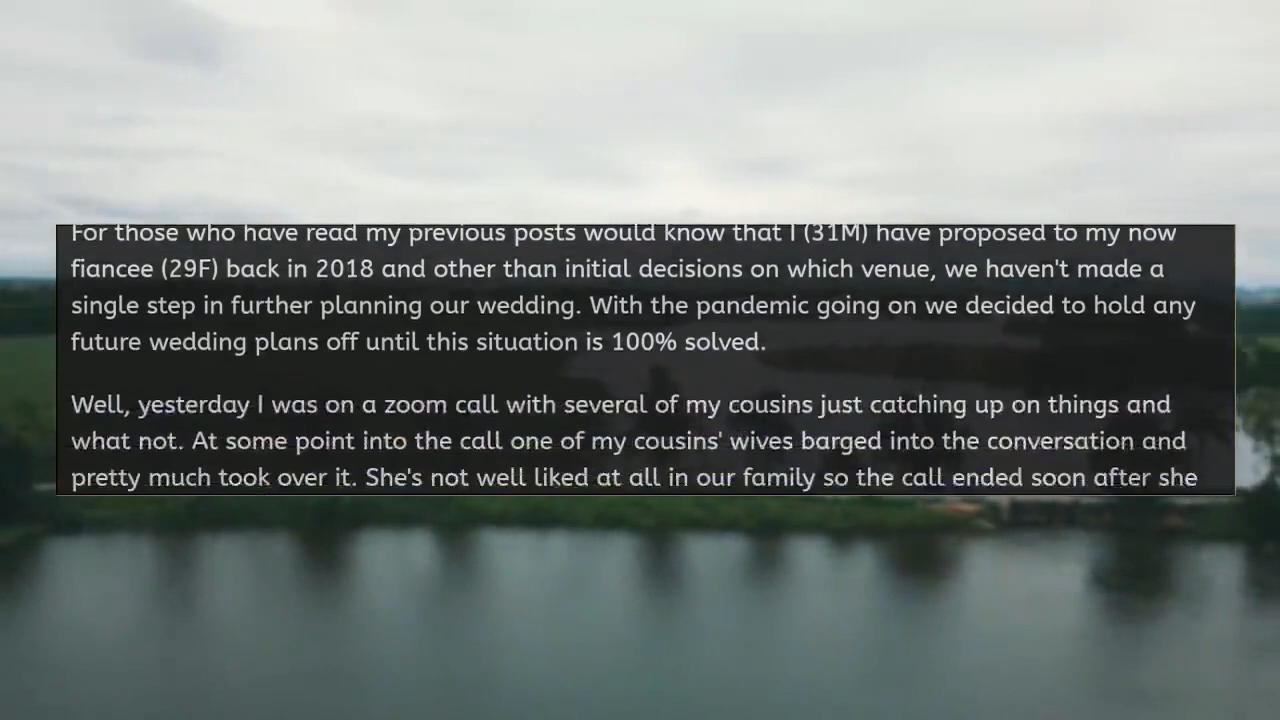 For those who have read my previous posts would know that I (31M) have proposed to my now
fiancee (29F) back in 2018 and other than initial decisions on which venue, we haven't made a
single step in further planning our wedding. With the pandemic going on we decided to hold any
future wedding plans off until this situation is 100% solved.
Well, yesterday I was on a zoom call with several of my cousins just catching up on things and
what not. At some point into the call one of my cousins' wives barged into the conversation and
pretty much took over it. She's not well liked at all in our family so the call ended soon after she